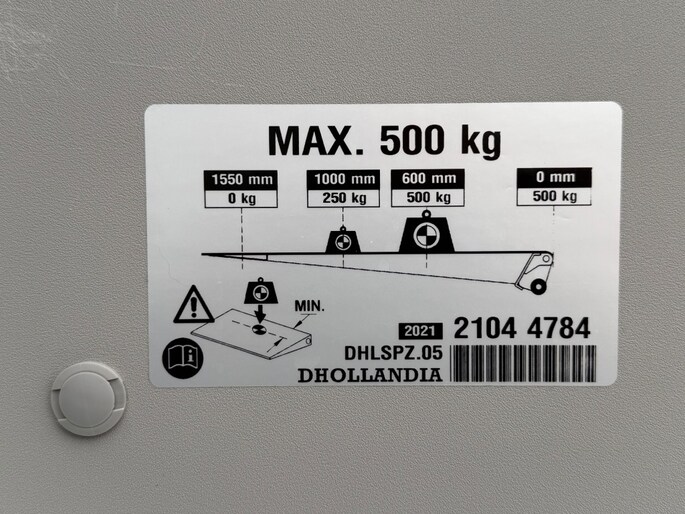 MAX. 500 kg
1550 mm
0 kg
1000 mm
250 kg
600 mm
500 kg
0 mm
500 kg
MIN.
2021 2104 4784
DHLSPZ.05
DHOLLANDIA